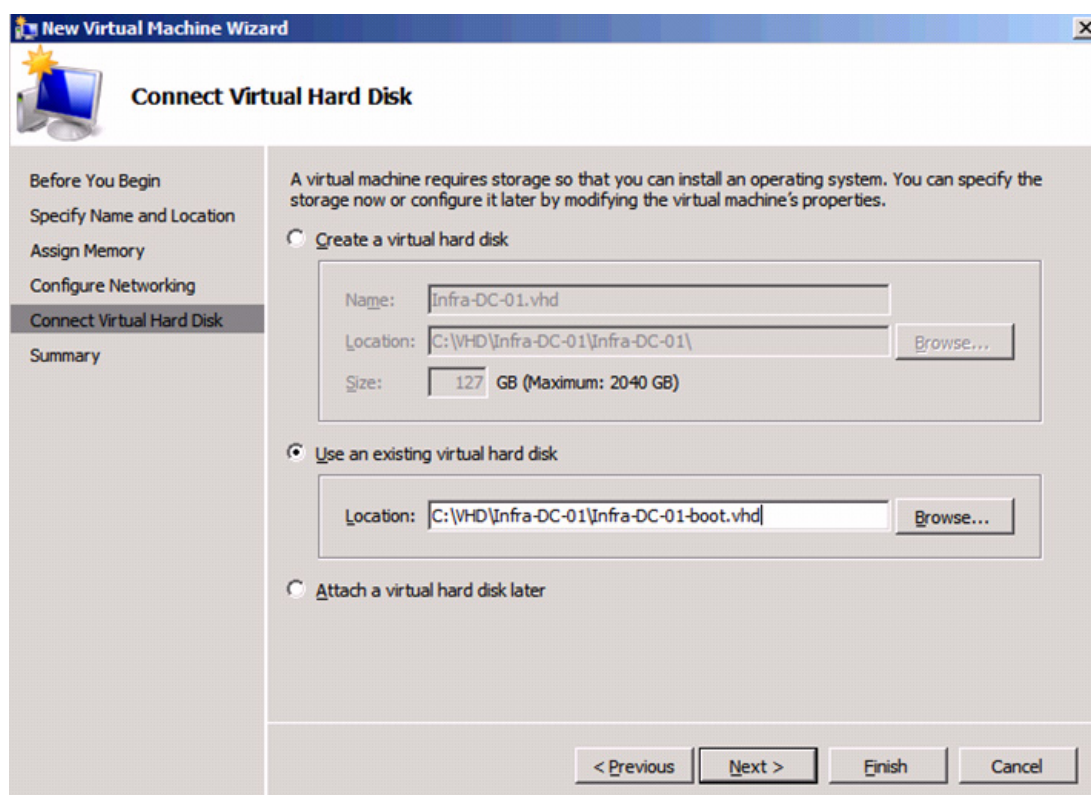 New Virtual Machine Wizard
Connect Virtual Hard Disk
Before You Begin
Specify Name and Location
Assign Memory
Configure Networking
Connect Virtual Hard Disk
Summary
A virtual machine requires storage so that you can install an operating system. You can specify the
storage now or configure it later by modifying the virtual machine's properties.
Create a virtual hard disk
Name: Infra-DC-01.vhd
Location: C:\VHD\Infra-DC-01\Infra-DC-01\ Browse...
Size: 127 GB (Maximum: 2040 GB)
Use an existing virtual hard disk
Location: C:\VHD\Infra-DC-01\Infra-DC-01-boot.vhd Browse...
Attach a virtual hard disk later
< Previous Next > Finish Cancel